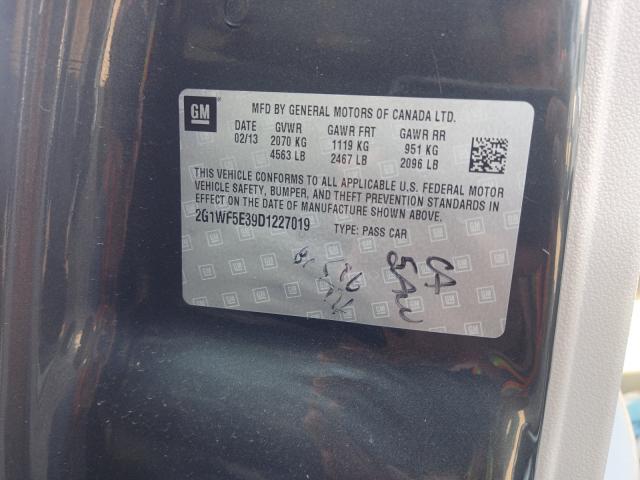 GM
MFD BY GENERAL MOTORS OF CANADA LTD.
DATE GVWR GAWR FRT GAWR RR
02/13 2070 KG 1119 KG 951 KG
4563 LB 2467 LB 2096 LB
THIS VEHICLE CONFORMS TO ALL APPLICABLE U.S. FEDERAL MOTOR
VEHICLE SAFETY, BUMPER, AND THEFT PREVENTION STANDARDS IN
EFFECT ON THE DATE OF MANUFACTURE SHOWN ABOVE.
2G1WF5E39D1227019 TYPE: PASS CAR
CA